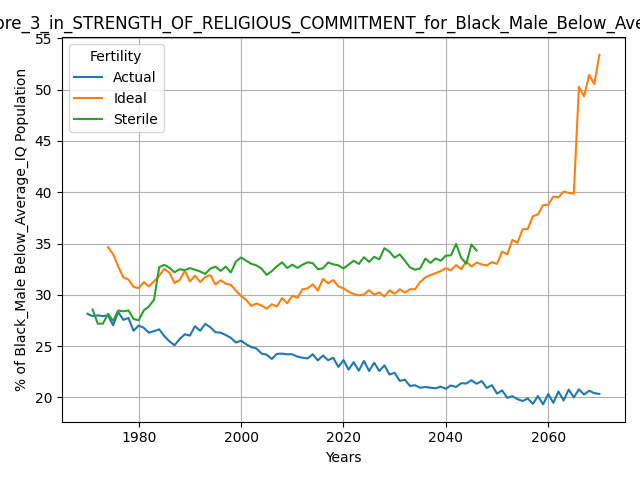 ore_3_in_STRENGTH_OF_RELIGIOUS_COMMITMENT_for_Black_Male_Below_Ave
% of Black_Male Below_Average_IQ Population
55
50
45
40
35
30
25
20
Fertility
Actual
Ideal
Sterile
1980
2000
2020
2040
2060
Years